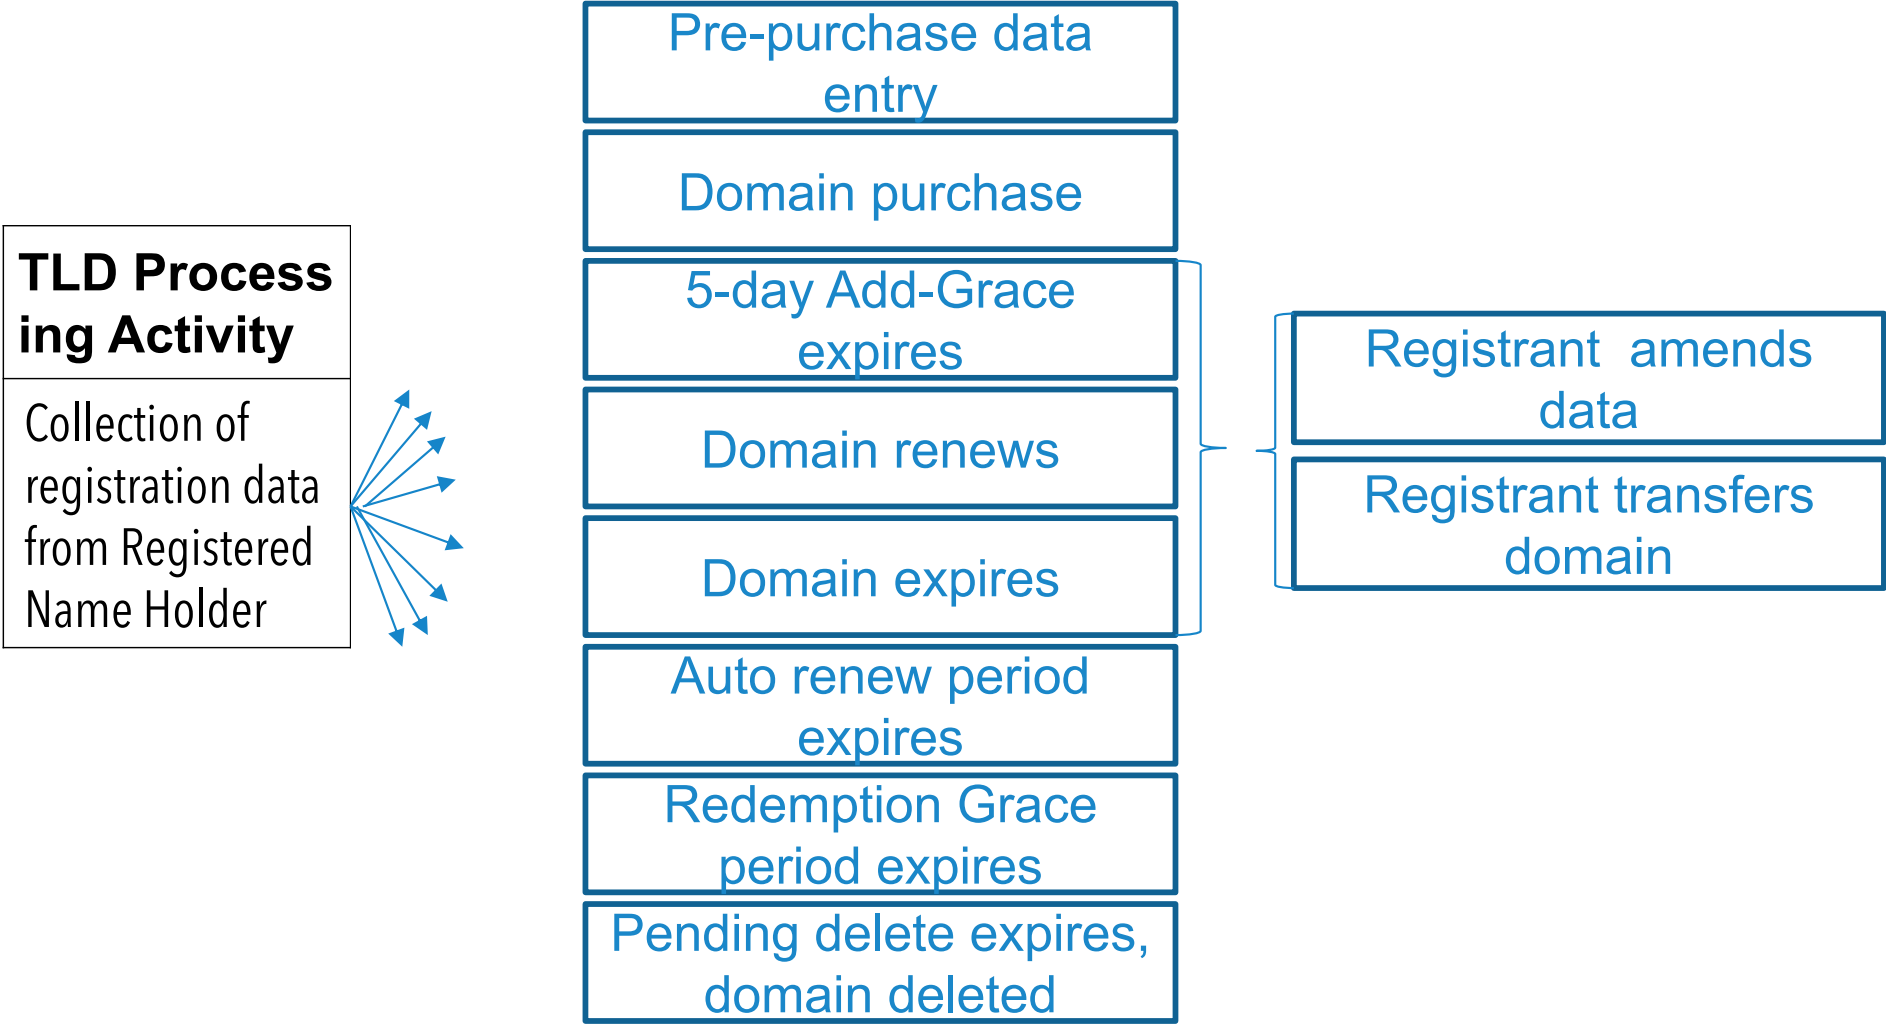 TLD Process
ing Activity
Collection of
registration data
from Registered
Name Holder
Pre-purchase data
entry
Domain purchase
5-day Add-Grace
expires
Domain renews
Domain expires
Auto renew period
expires
Redemption Grace
period expires
Pending delete expires,
domain deleted
Registrant  amends
data
Registrant transfers
domain